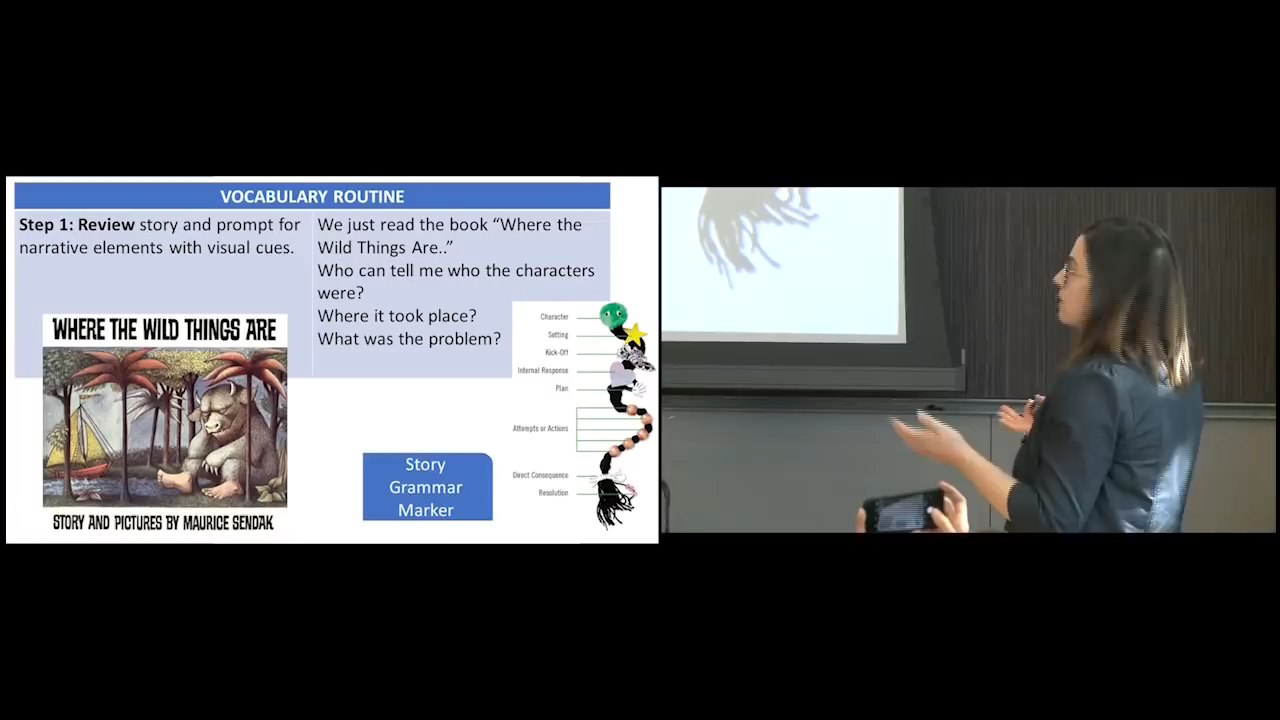 VOCABULARY ROUTINE
Step 1: Review story and prompt for
narrative elements with visual cues.
We just read the book “Where the
Wild Things Are..”
Who can tell me who the characters
were?
Where it took place?
What was the problem?
WHERE THE WILD THINGS ARE
STORY AND PICTURES BY MAURICE SENDAK
Story
Grammar
Marker
Character
Setting
Kick-Off
Internal Response
Plan
Attempts or Actions
Direct Consequence
Resolution